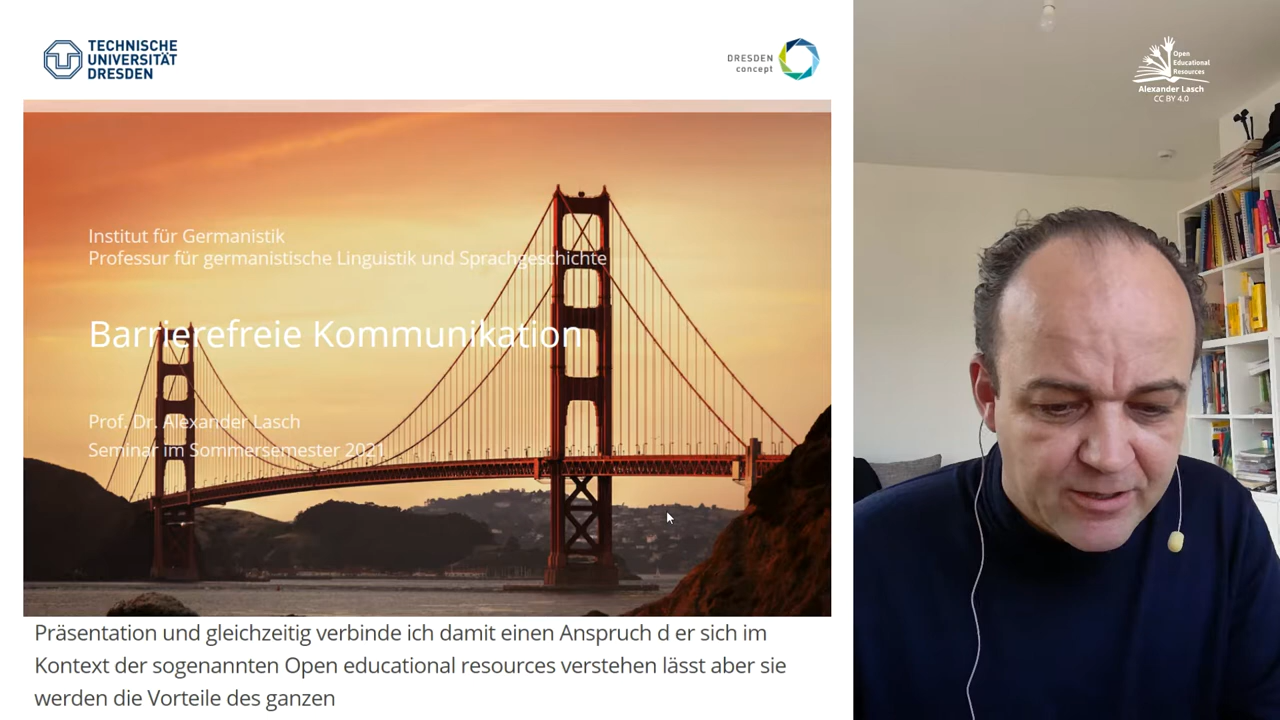 TECHNISCHE
UNIVERSITÄT
DRESDEN
DRESDEN
concept
Open
Educational
Resources
Alexander Lasch
CC BY 4.0
Institut für Germanistik
Professur für germanistische Linguistik und Sprachgeschichte
Barrierefreie Kommunikation
Prof. Dr. Alexander Lasch
Seminar im Sommersemester 2021
Präsentation und gleichzeitig verbinde ich damit einen Anspruch d er sich im
Kontext der sogenannten Open educational resources verstehen lässt aber sie
werden die Vorteile des ganzen